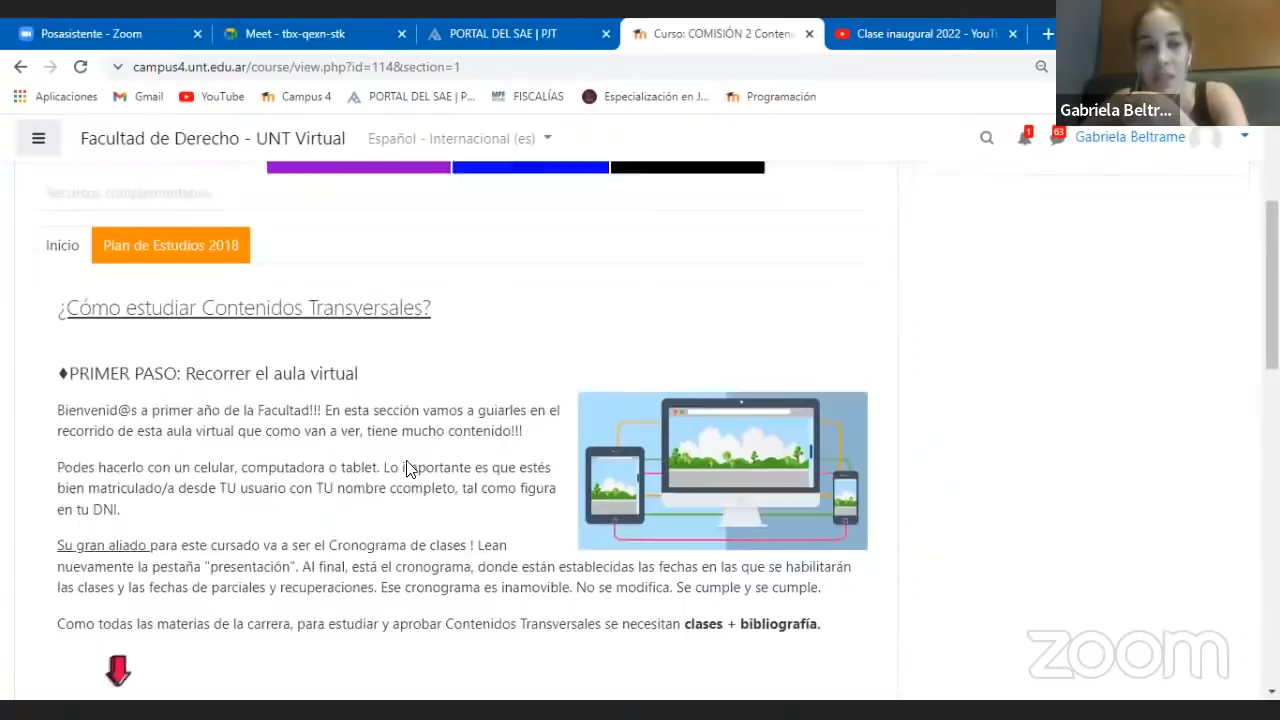 Posasistente - Zoom
Meet - tbx-qexn-stk
PORTAL DEL SAE | PJT
Curso: COMISIÓN 2 Conten
Clase inaugural 2022 - YouT
campus4.unt.edu.ar/course/view.php?id=114&section=1
Gabriela Beltr...
Aplicaciones
Gmail
YouTube
Campus 4
PORTAL DEL SAE | P...
MPF
FISCALÍAS
Especialización en J...
Programación
Facultad de Derecho - UNT Virtual
Español - Internacional (es)
1
63
Gabriela Beltrame
Recursos, complementarios.
Inicio
Plan de Estudios 2018
¿Cómo estudiar Contenidos Transversales?
♦PRIMER PASO: Recorrer el aula virtual
Bienvenid@s a primer año de la Facultad!!! En esta sección vamos a guiarles en el
recorrido de esta aula virtual que como van a ver, tiene mucho contenido!!!
Podes hacerlo con un celular, computadora o tablet. Lo importante es que estés
bien matriculado/a desde TU usuario con TU nombre ccompleto, tal como figura
en tu DNI.
Su gran aliado para este cursado va a ser el Cronograma de clases ! Lean
nuevamente la pestaña "presentación". Al final, está el cronograma, donde están establecidas las fechas en las que se habilitarán
las clases y las fechas de parciales y recuperaciones. Ese cronograma es inamovible. No se modifica. Se cumple y se cumple.
Como todas las materias de la carrera, para estudiar y aprobar Contenidos Transversales se necesitan clases + bibliografía.
zoom